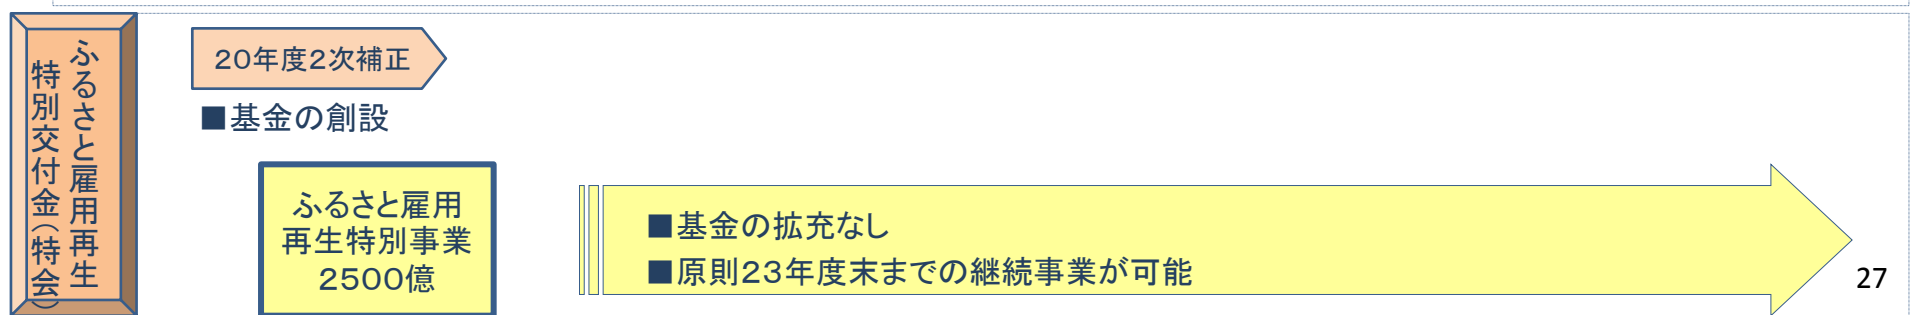 ふるさと雇用再生
特別交付金（特会）
20年度2次補正
■基金の創設
ふるさと雇用
再生特別事業
2500億
■基金の拡充なし
■原則23年度末までの継続事業が可能
27